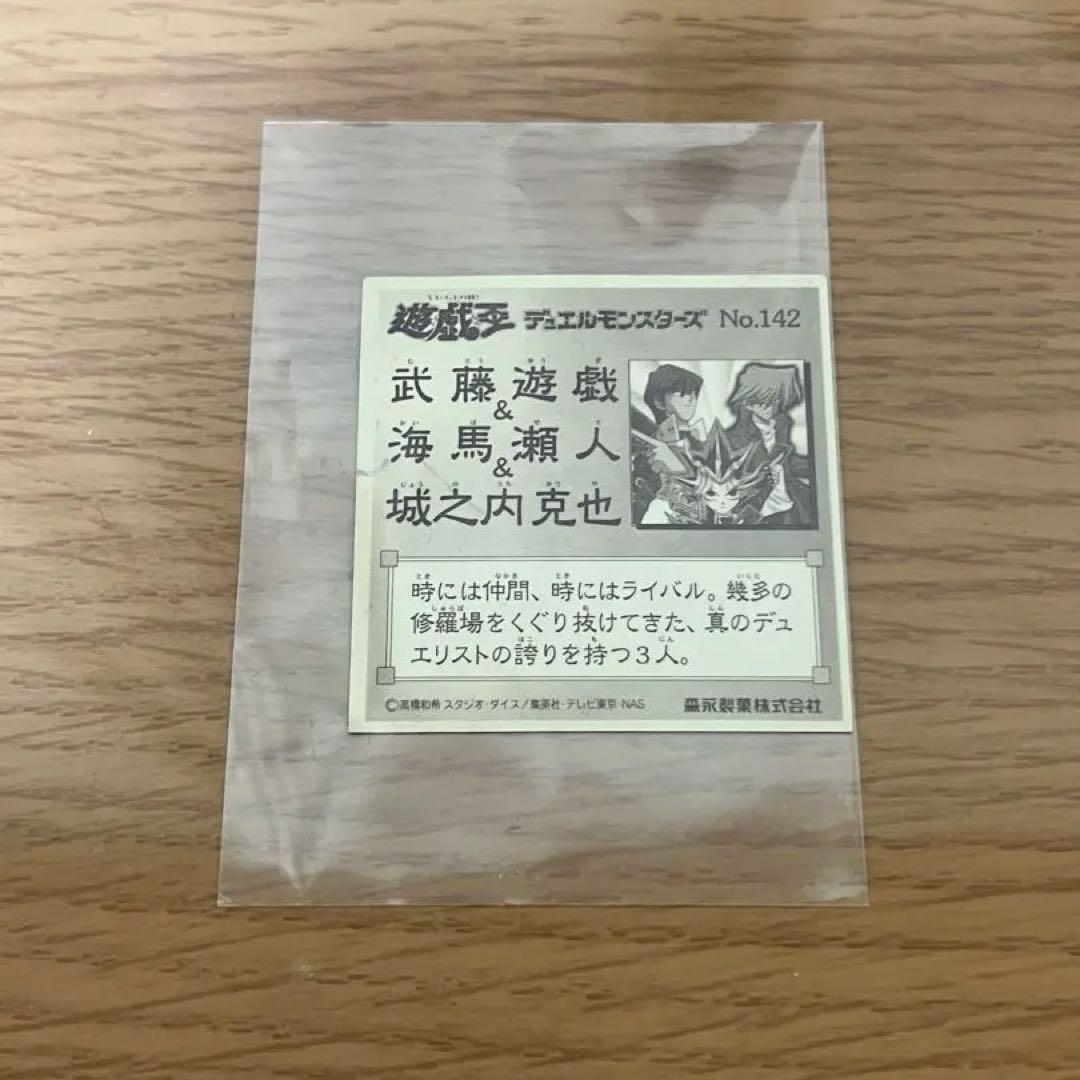 遊戯王 デュエルモンスターズ No.142
武藤遊戯
&
海馬瀬人
&
城之内克也
時には仲間、時にはライバル。幾多の
修羅場をくぐり抜けてきた、真のデュ
エリストの誇りを持つ3人。
©高橋和希 スタジオ・ダイス/集英社・テレビ東京・NAS 森永製菓株式会社